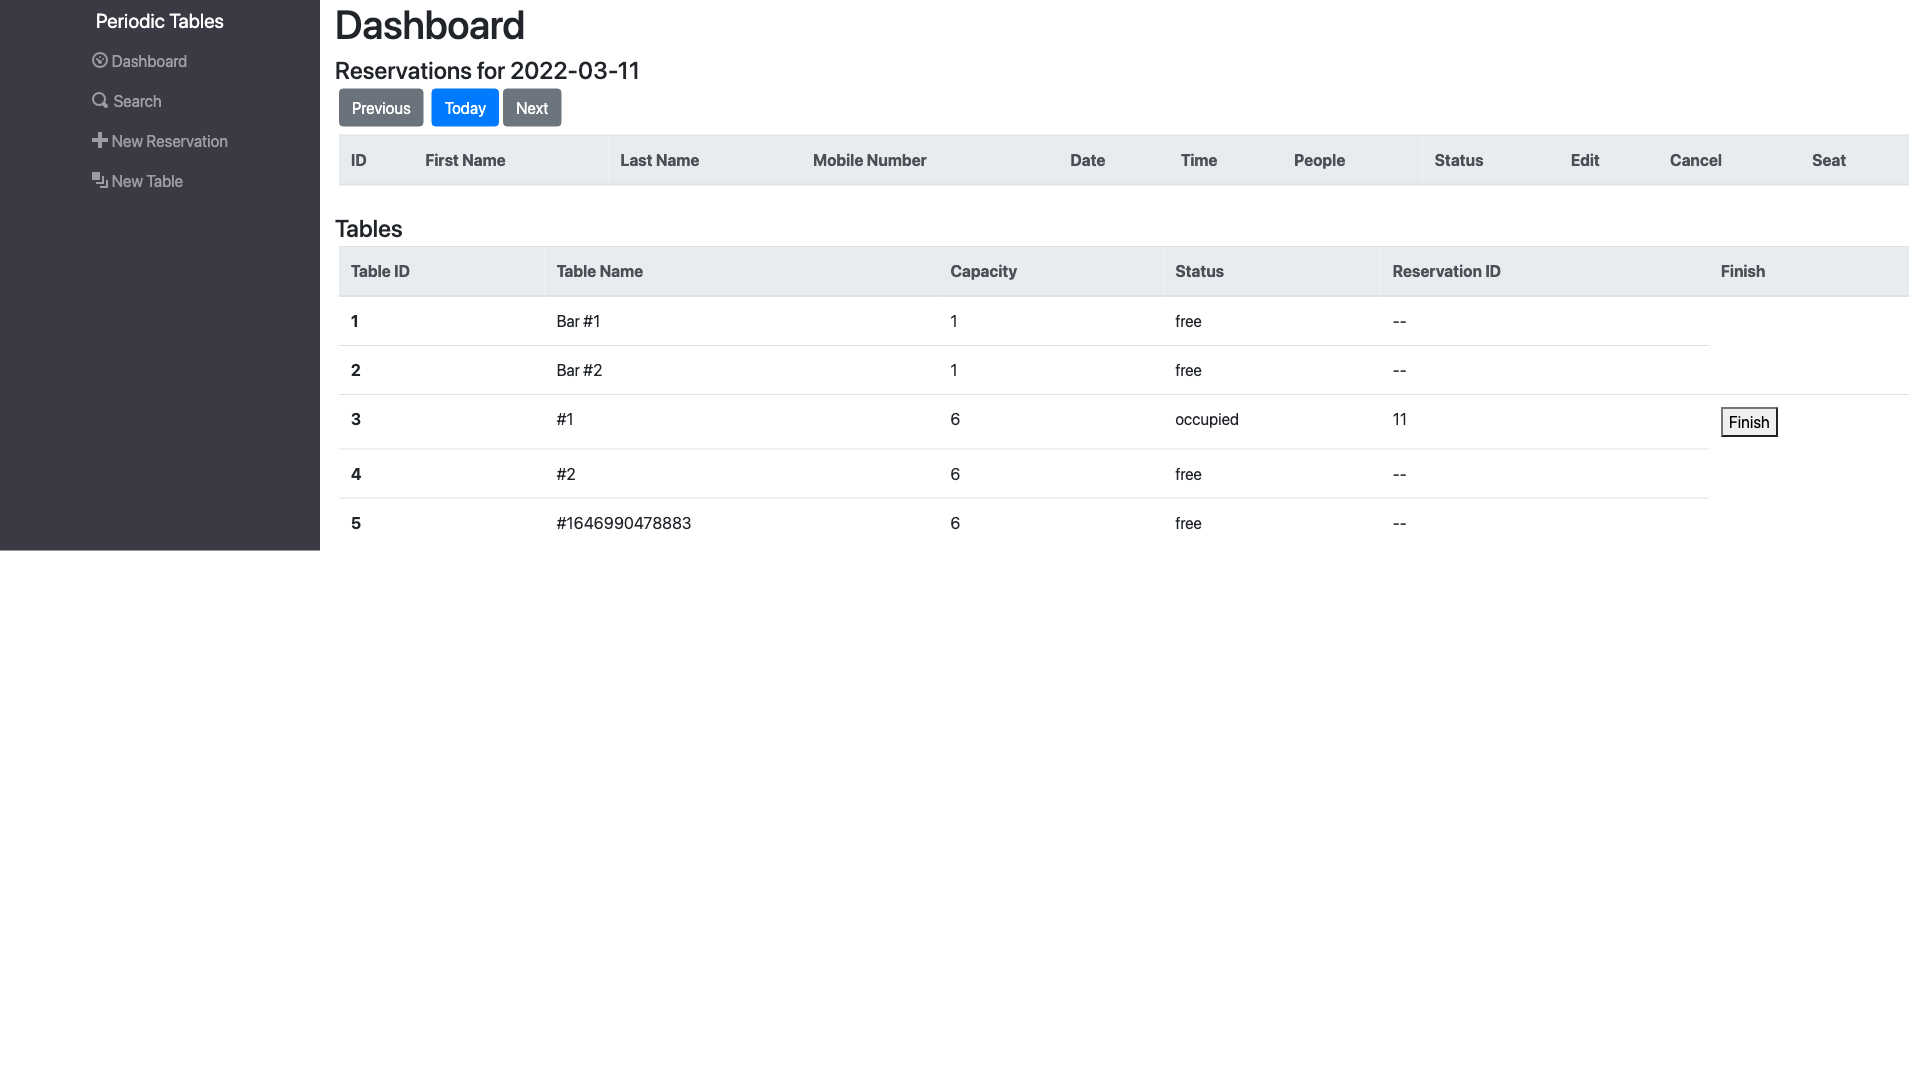 Periodic Tables
Dashboard
Search
New Reservation
New Table
Dashboard
Reservations for 2022-03-11
Previous Today Next
ID First Name Last Name Mobile Number Date Time People Status Edit Cancel Seat
Tables
Table ID Table Name Capacity Status Reservation ID Finish
1 Bar #1 1 free --
2 Bar #2 1 free --
3 #1 6 occupied 11 Finish
4 #2 6 free --
5 #1646990478883 6 free --